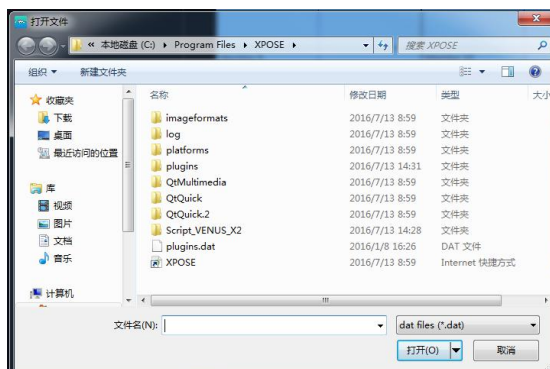 打开文件
« 本地磁盘 (C:) ▸ Program Files ▸ XPOSE ▸
搜索 XPOSE
组织 ▼ 新建文件夹
收藏夹
下载
桌面
最近访问的位置
库
视频
图片
文档
音乐
计算机
名称 修改日期 类型 大小
imageformats 2016/7/13 8:59 文件夹
log 2016/7/13 8:59 文件夹
platforms 2016/7/13 8:59 文件夹
plugins 2016/7/13 14:31 文件夹
QtMultimedia 2016/7/13 8:59 文件夹
QtQuick 2016/7/13 8:59 文件夹
QtQuick.2 2016/7/13 8:59 文件夹
Script_VENUS_X2 2016/7/13 14:28 文件夹
plugins.dat 2016/1/8 16:26 DAT 文件
XPOSE 2016/7/13 8:59 Internet 快捷方式
文件名(N):
dat files (*.dat)
打开(O) 取消